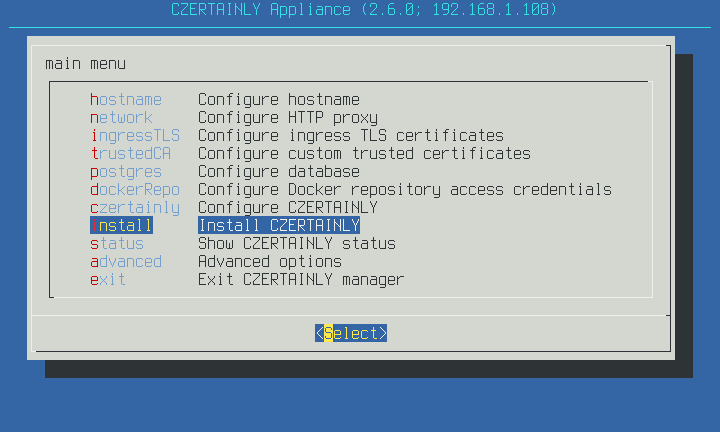 CZERTAINLY Appliance (2.6.0; 192.168.1.108)
main menu
hostname Configure hostname
network Configure HTTP proxy
ingressTLS Configure ingress TLS certificates
trustedCA Configure custom trusted certificates
postgres Configure database
dockerRepo Configure Docker repository access credentials
czertainly Configure CZERTAINLY
install Install CZERTAINLY
status Show CZERTAINLY status
advanced Advanced options
exit Exit CZERTAINLY manager
<Select>